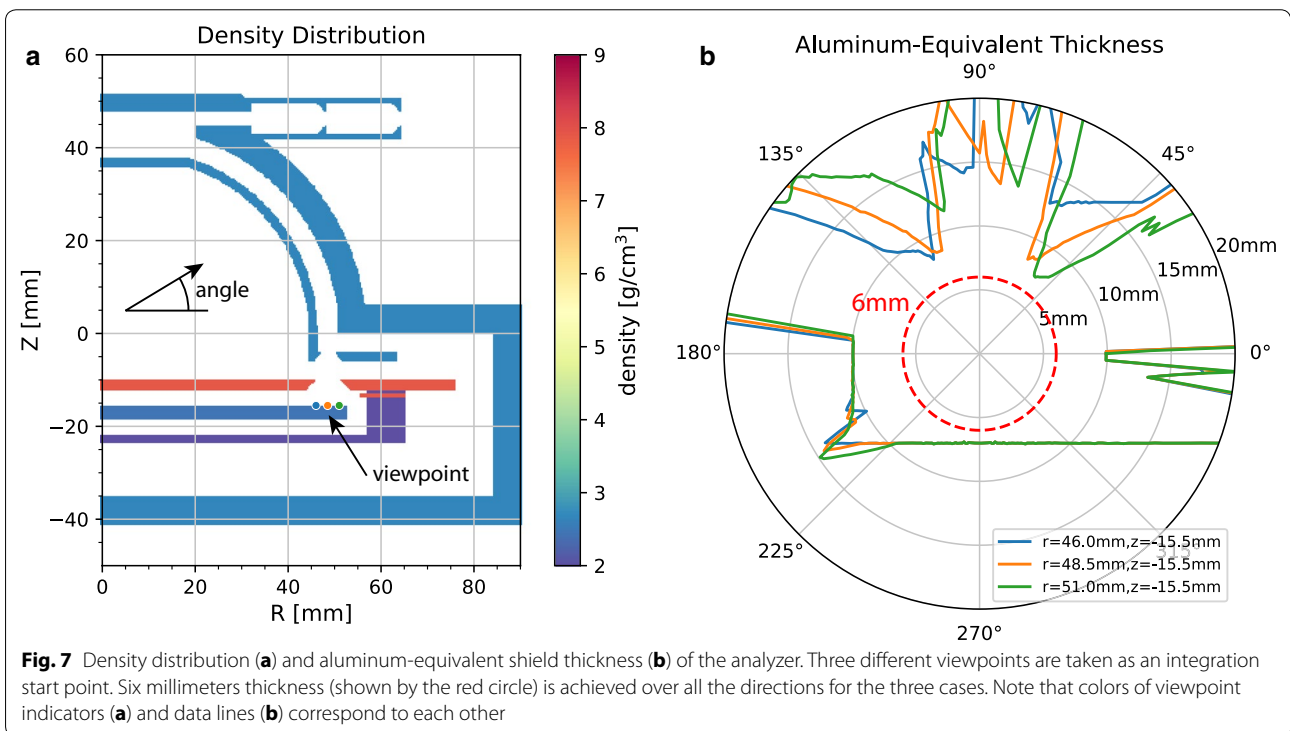 a
Density Distribution
60
40
20
0
−20
−40
Z [mm]
0
20
40
60
80
R [mm]
angle
viewpoint
9
8
7
6
5
4
3
2
density [g/cm³]
b
Aluminum-Equivalent Thickness
90°
135°
45°
180°
0°
225°
315°
270°
20mm
15mm
10mm
5mm
6mm
r=46.0mm,z=-15.5mm
r=48.5mm,z=-15.5mm
r=51.0mm,z=-15.5mm
Fig. 7 Density distribution (a) and aluminum-equivalent shield thickness (b) of the analyzer. Three different viewpoints are taken as an integration
start point. Six millimeters thickness (shown by the red circle) is achieved over all the directions for the three cases. Note that colors of viewpoint
indicators (a) and data lines (b) correspond to each other